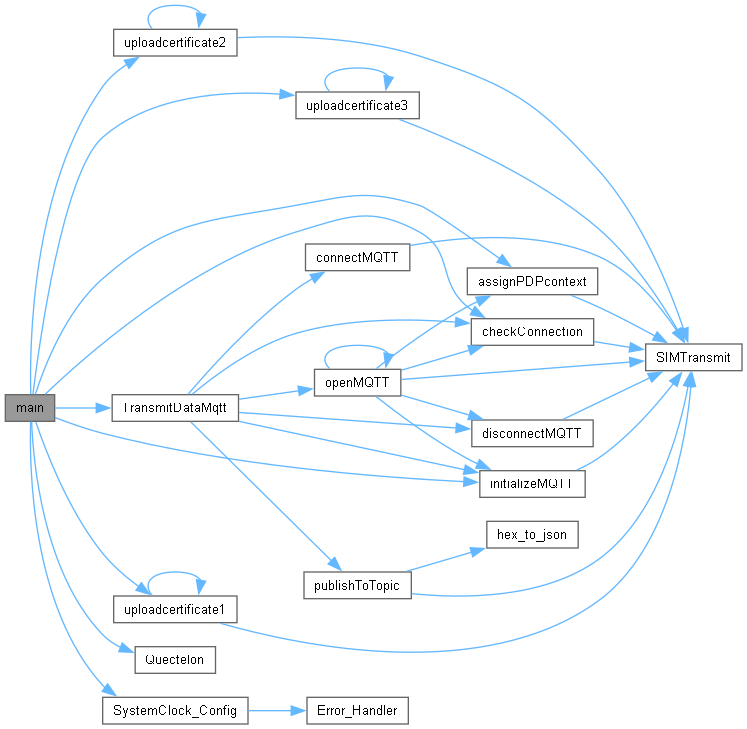 uploadcertificate2
uploadcertificate3
connectMQTT
assignPDPcontext
checkConnection
SIMTransmit
openMQTT
main
TransmitDataMqtt
disconnectMQTT
initializeMQTT
hex_to_json
publishToTopic
uploadcertificate1
Quectelon
SystemClock_Config
Error_Handler